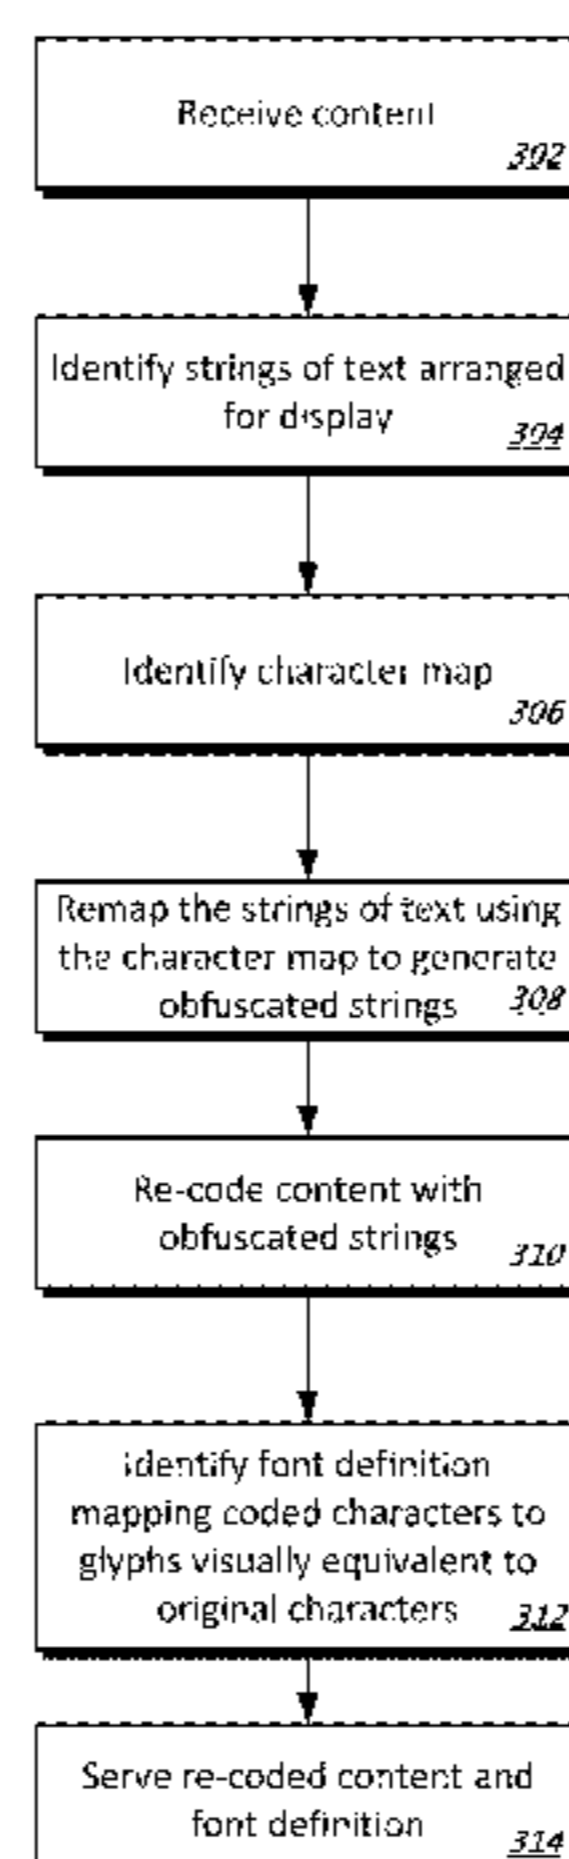 Receive content
302
Identify strings of text arranged
for display
304
Identify character map
306
Remap the strings of text using
the character map to generate
obfuscated strings 308
Re-code content with
obfuscated strings
310
Identify font definition
mapping coded characters to
glyphs visually equivalent to
original characters 312
Serve re-coded content and
font definition
314